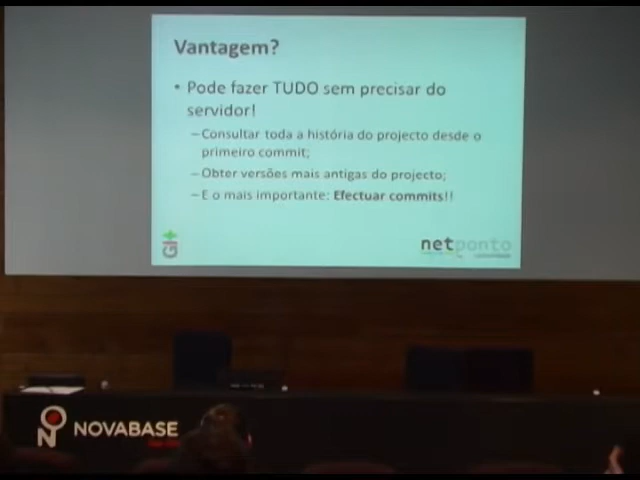 Vantagem?
• Pode fazer TUDO sem precisar do
servidor!
–Consultar toda a história do projecto desde o
primeiro commit;
–Obter versões mais antigas do projecto;
–E o mais importante: Efectuar commits!!
netponto
NOVABASE